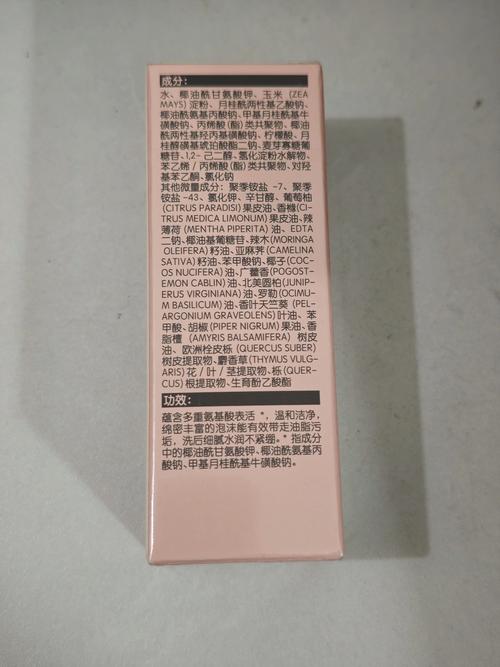 成分：
水、椰油酰甘氨酸钾、玉米 (ZEA
MAYS) 淀粉、月桂酰两性基乙酸钠、
椰油酰氨基丙酸钠、甲基月桂酰基牛
磺酸钠、丙烯酸 (酯) 类共聚物、椰油
酰两性基羟丙基磺酸钠、柠檬酸、月
桂醇磺基琥珀酸酯二钠、麦芽寡糖葡
糖苷、1,2- 己二醇、氢化淀粉水解物、
苯乙烯 / 丙烯酸 (酯) 类共聚物、对羟
基苯乙酮、氯化钠
其他微量成分：聚季铵盐 -7、聚季
铵盐 -43、氯化钾、辛甘醇、葡萄柚
(CITRUS PARADISI) 果皮油、香橼(CI-
TRUS MEDICA LIMONUM) 果皮油、辣
薄荷 (MENTHA PIPERITA) 油、EDTA
二钠、椰油基葡糖苷、辣木(MORINGA
OLEIFERA) 籽油、亚麻荠 (CAMELINA
SATIVA) 籽油、苯甲酸钠、椰子 (COC-
OS NUCIFERA) 油、广藿香 (POGOST-
EMON CABLIN) 油、北美圆柏 (JUNIP-
ERUS VIRGINIANA) 油、罗勒 (OCIMU-
M BASILICUM) 油、香叶天竺葵 (PEL-
ARGONIUM GRAVEOLENS) 叶油、苯
甲酸、胡椒 (PIPER NIGRUM) 果油、香
脂檀 (AMYRIS BALSAMIFERA) 树皮
油、欧洲栓皮栎 (QUERCUS SUBER)
树皮提取物、麝香草 (THYMUS VULG-
ARIS) 花 / 叶 / 茎提取物、栎 (QUER-
CUS) 根提取物、生育酚乙酸酯
功效：
蕴含多重氨基酸表活 *，温和洁净，
绵密丰富的泡沫能有效带走油脂污
垢，洗后细腻水润不紧绷。* 指成分
中的椰油酰甘氨酸钾、椰油酰氨基丙
酸钠、甲基月桂酰基牛磺酸钠。